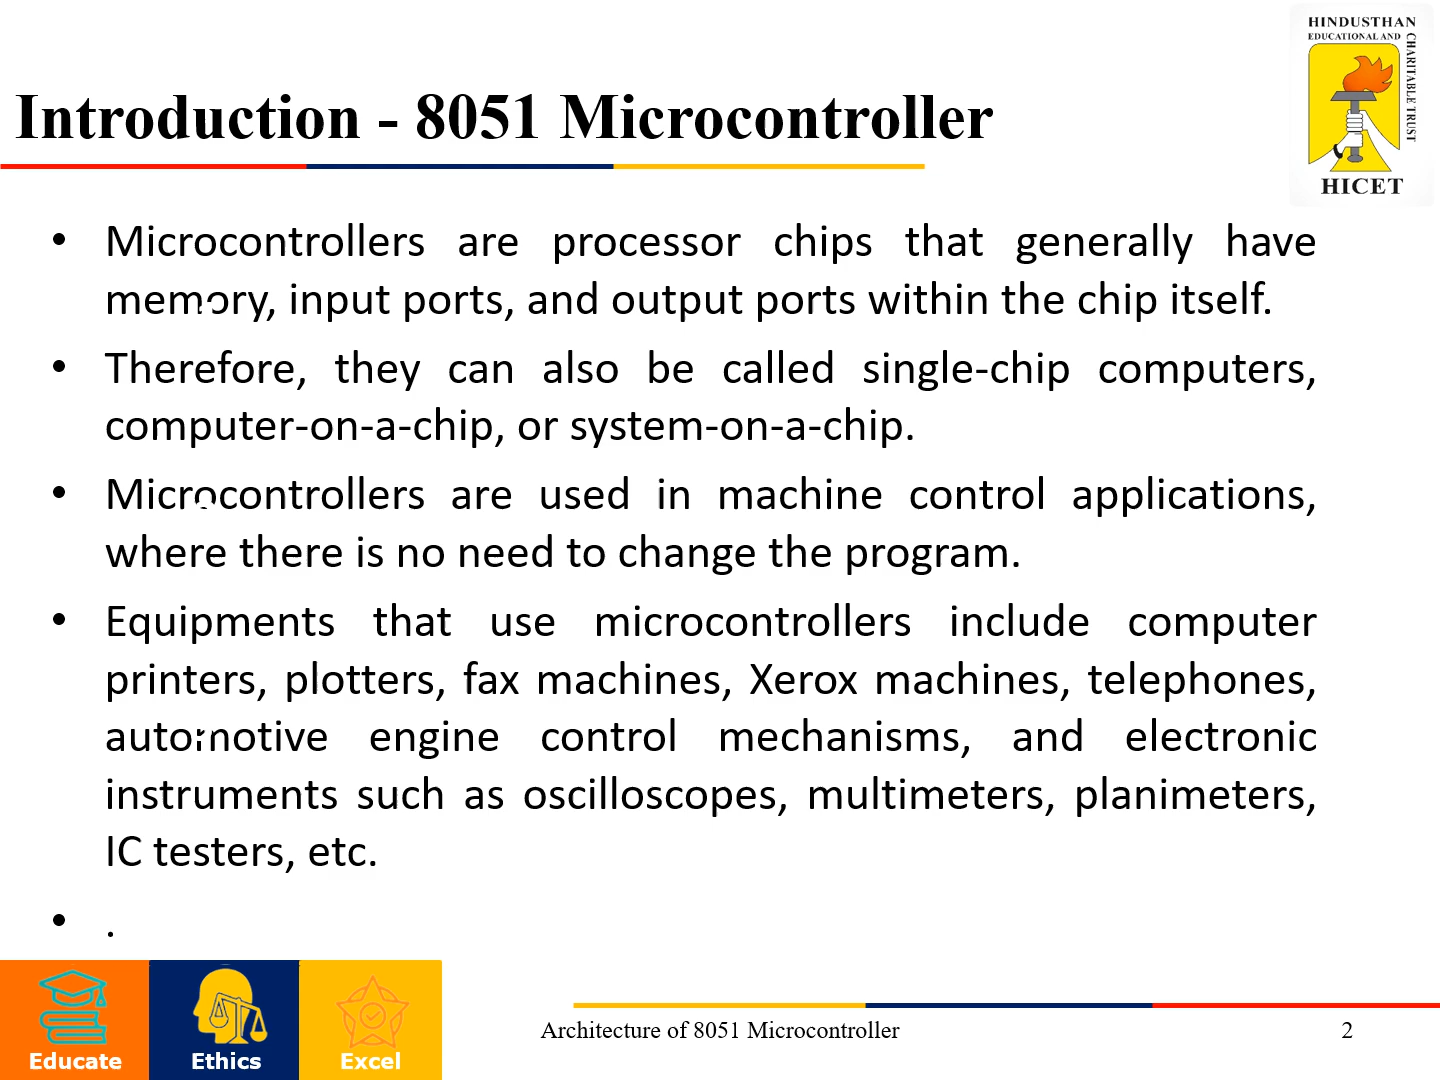 HINDUSTHAN
EDUCATIONAL AND
CHARITABLE TRUST
HICET
Introduction - 8051 Microcontroller
• Microcontrollers are processor chips that generally have
memory, input ports, and output ports within the chip itself.
• Therefore, they can also be called single-chip computers,
computer-on-a-chip, or system-on-a-chip.
• Microcontrollers are used in machine control applications,
where there is no need to change the program.
• Equipments that use microcontrollers include computer
printers, plotters, fax machines, Xerox machines, telephones,
automotive engine control mechanisms, and electronic
instruments such as oscilloscopes, multimeters, planimeters,
IC testers, etc.
• .
Educate Ethics Excel
Architecture of 8051 Microcontroller
2